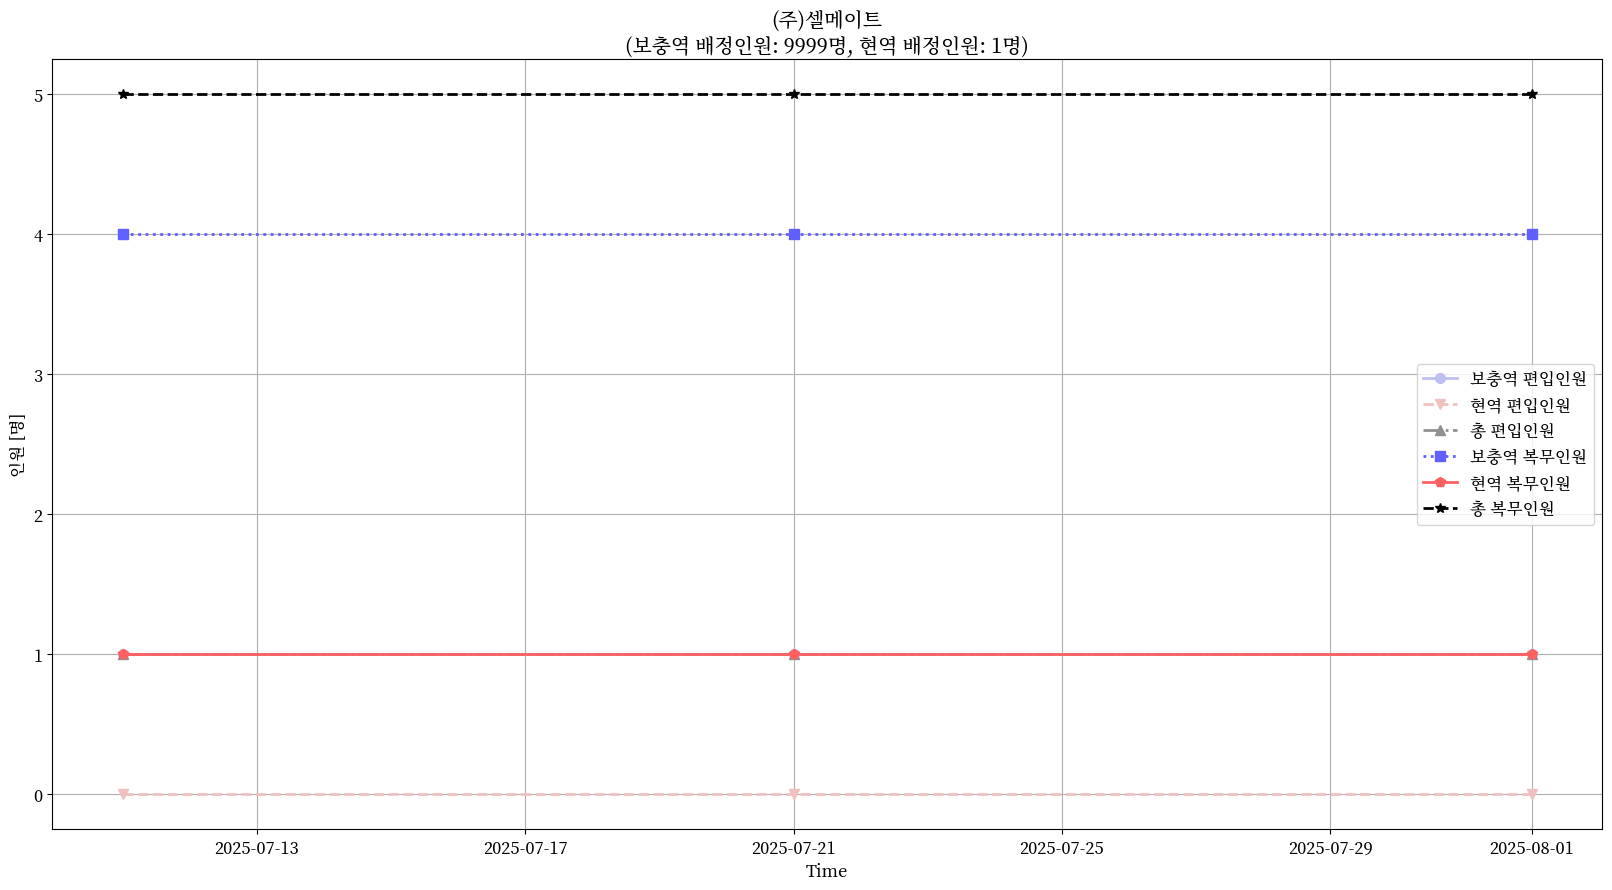 (주)셀메이트
(보충역 배정인원: 9999명, 현역 배정인원: 1명)
인원 [명]
5
4
3
2
1
0
보충역 편입인원
현역 편입인원
총 편입인원
보충역 복무인원
현역 복무인원
총 복무인원
2025-07-13
2025-07-17
2025-07-21
2025-07-25
2025-07-29
2025-08-01
Time